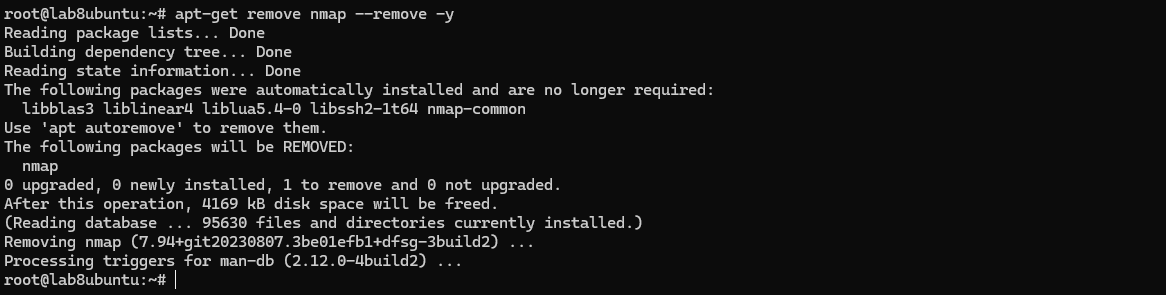 root@lab8ubuntu:~# apt-get remove nmap --remove -y
Reading package lists... Done
Building dependency tree... Done
Reading state information... Done
The following packages were automatically installed and are no longer required:
  libblas3 liblinear4 liblua5.4-0 libssh2-1t64 nmap-common
Use 'apt autoremove' to remove them.
The following packages will be REMOVED:
  nmap
0 upgraded, 0 newly installed, 1 to remove and 0 not upgraded.
After this operation, 4169 kB disk space will be freed.
(Reading database ... 95630 files and directories currently installed.)
Removing nmap (7.94+git20230807.3be01efb1+dfsg-3build2) ...
Processing triggers for man-db (2.12.0-4build2) ...
root@lab8ubuntu:~#